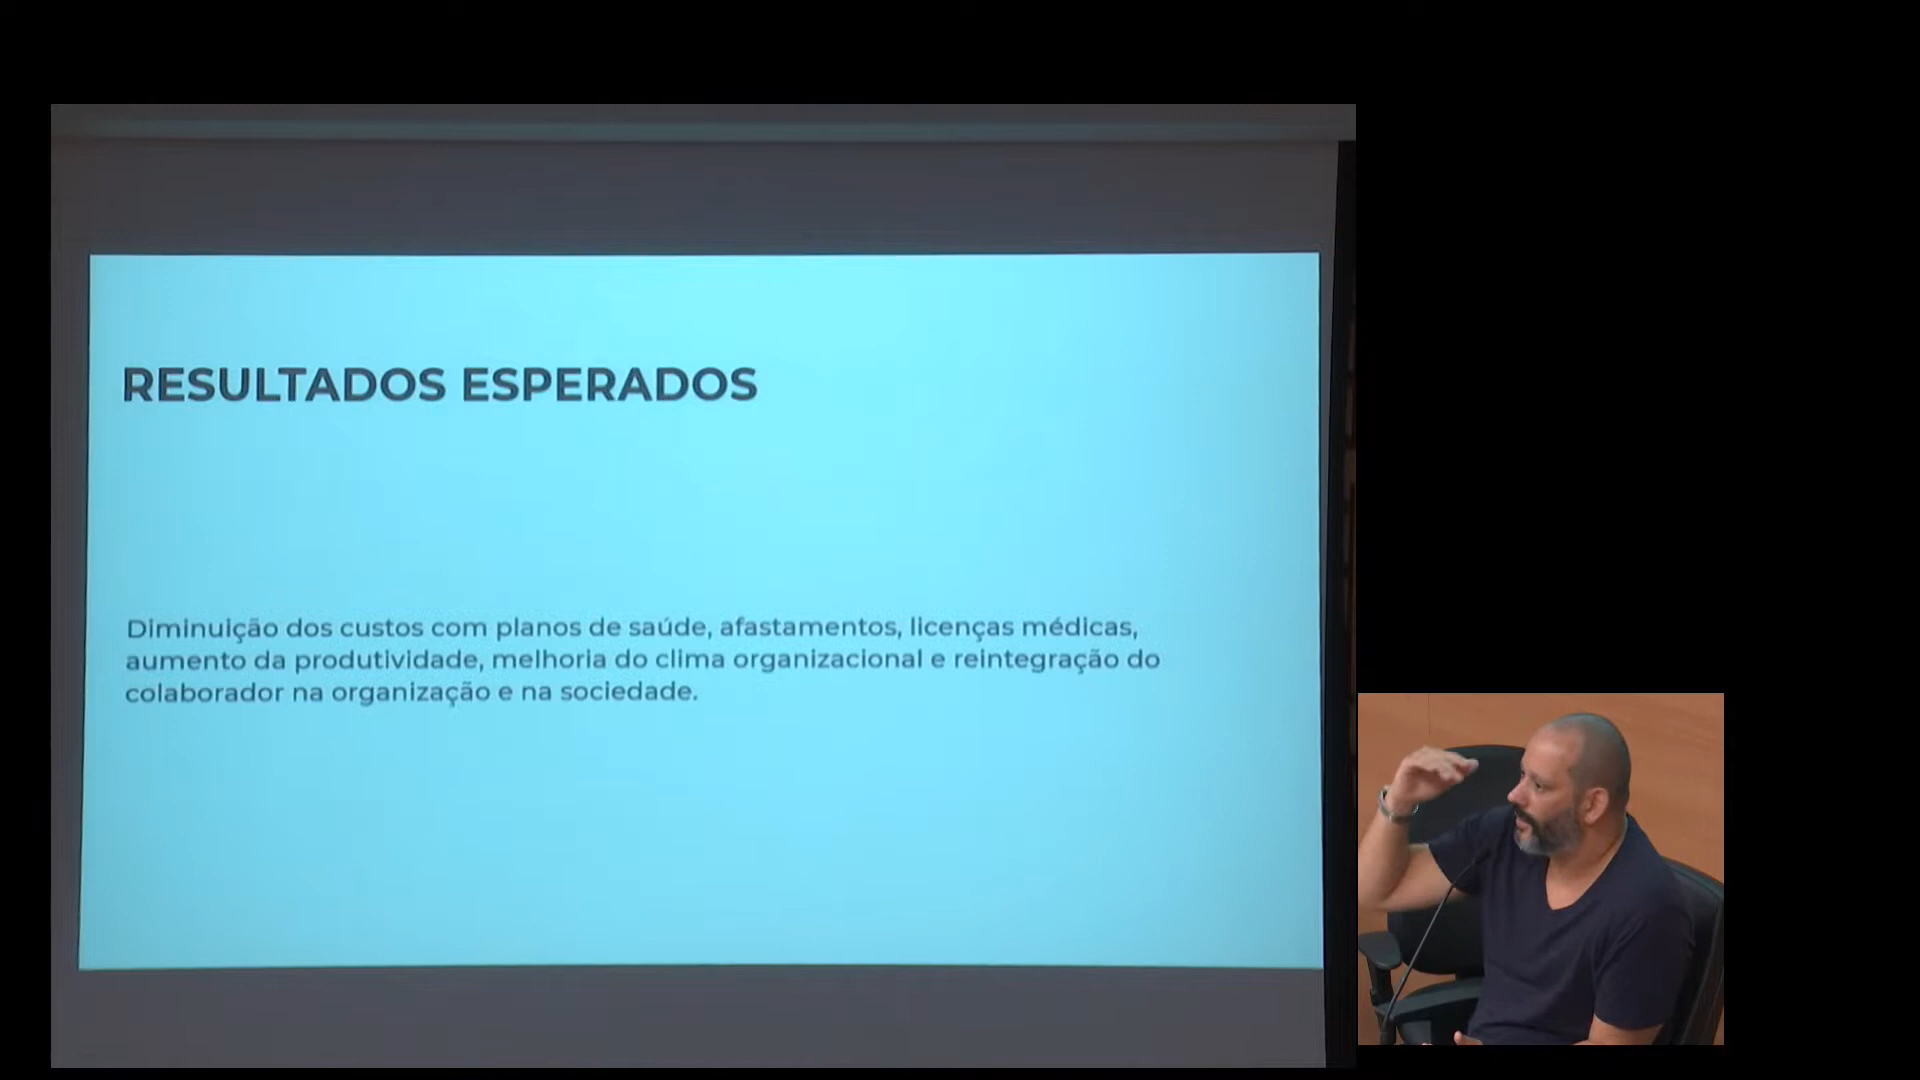 RESULTADOS ESPERADOS
Diminuição dos custos com planos de saúde, afastamentos, licenças médicas,
aumento da produtividade, melhoria do clima organizacional e reintegração do
colaborador na organização e na sociedade.